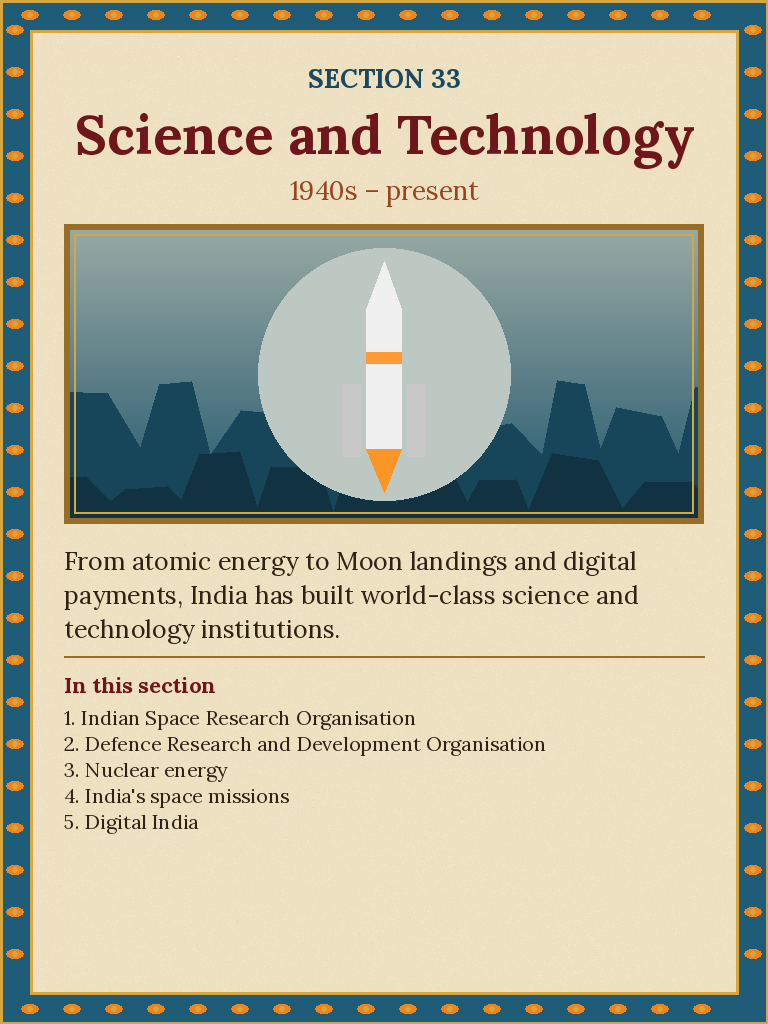 SECTION 33
Science and Technology
1940s – present
From atomic energy to Moon landings and digital
payments, India has built world-class science and
technology institutions.
In this section
1. Indian Space Research Organisation
2. Defence Research and Development Organisation
3. Nuclear energy
4. India's space missions
5. Digital India